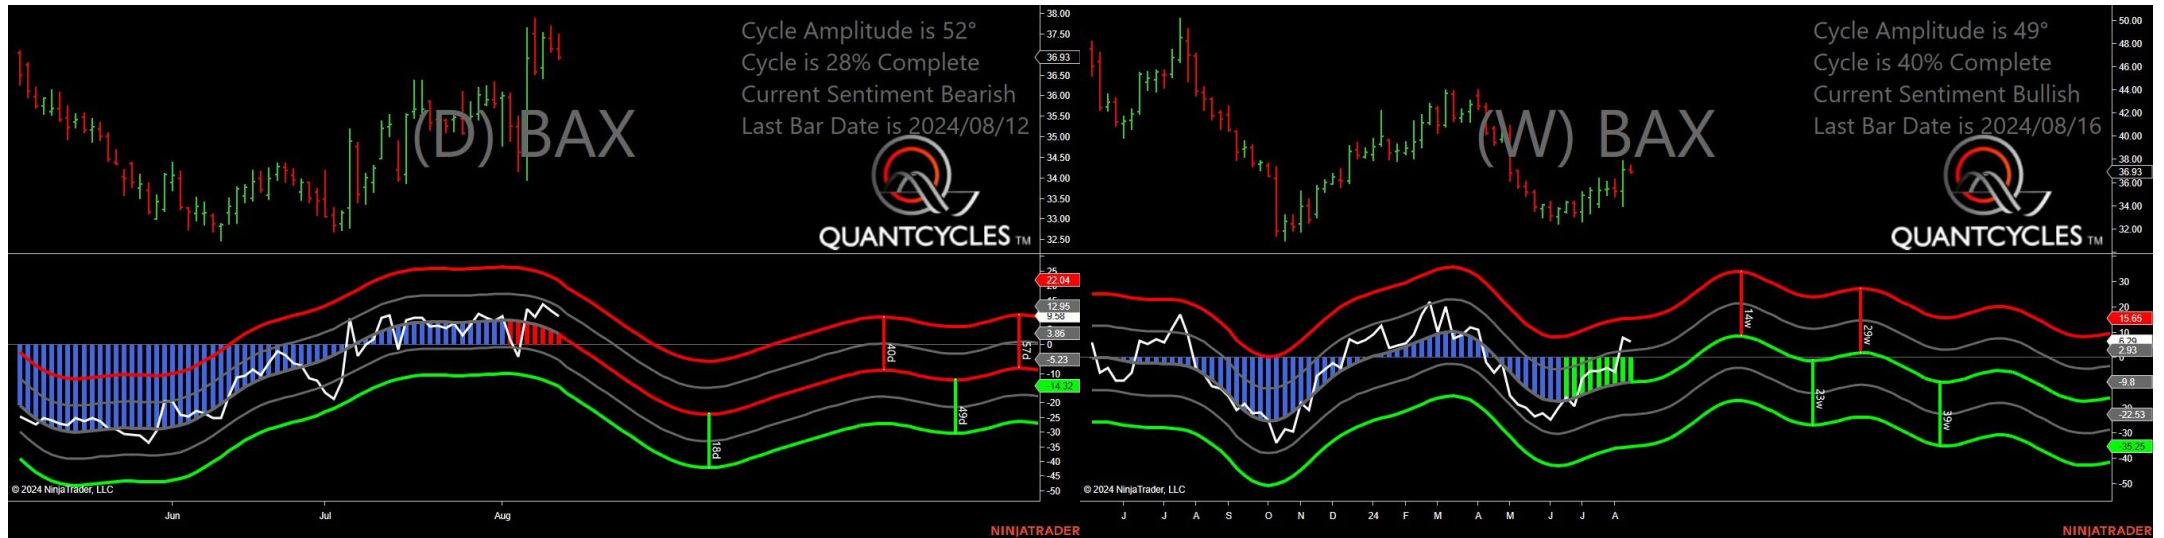 Cycle Amplitude is 52°
Cycle is 28% Complete
Current Sentiment Bearish
Last Bar Date is 2024/08/12
(D) BAX
QUANTCYCLES TM
38.00
37.50
36.93
36.50
36.00
35.50
35.00
34.50
34.00
33.50
33.00
32.50
25
22.04
12.95
9.58
3.86
0
-5.23
-10
-14.32
-20
-25
-30
-35
-40
-45
-50
18d
40d
49d
57d
© 2024 NinjaTrader, LLC
Jun
Jul
Aug
NINJATRADER
Cycle Amplitude is 49°
Cycle is 40% Complete
Current Sentiment Bullish
Last Bar Date is 2024/08/16
(W) BAX
QUANTCYCLES TM
50.00
48.00
46.00
44.00
42.00
40.00
38.00
36.93
36.00
34.00
32.00
30
20
15.65
10
6.29
2.93
-9.8
-22.53
-30
-35.25
-40
-50
14w
23w
29w
39w
© 2024 NinjaTrader, LLC
J
J
A
S
O
N
D
24
F
M
A
M
J
J
A
NINJATRADER